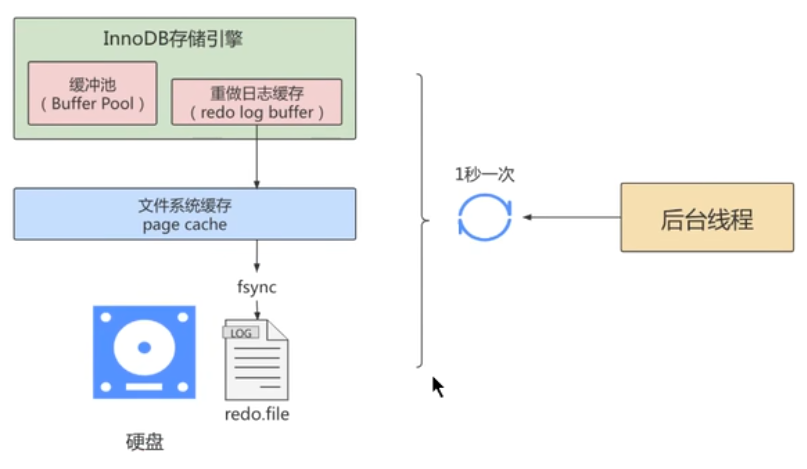 InnoDB存储引擎
缓冲池
（Buffer Pool）
重做日志缓存
（redo log buffer）
文件系统缓存
page cache
fsync
LOG
redo.file
硬盘
1秒一次
后台线程